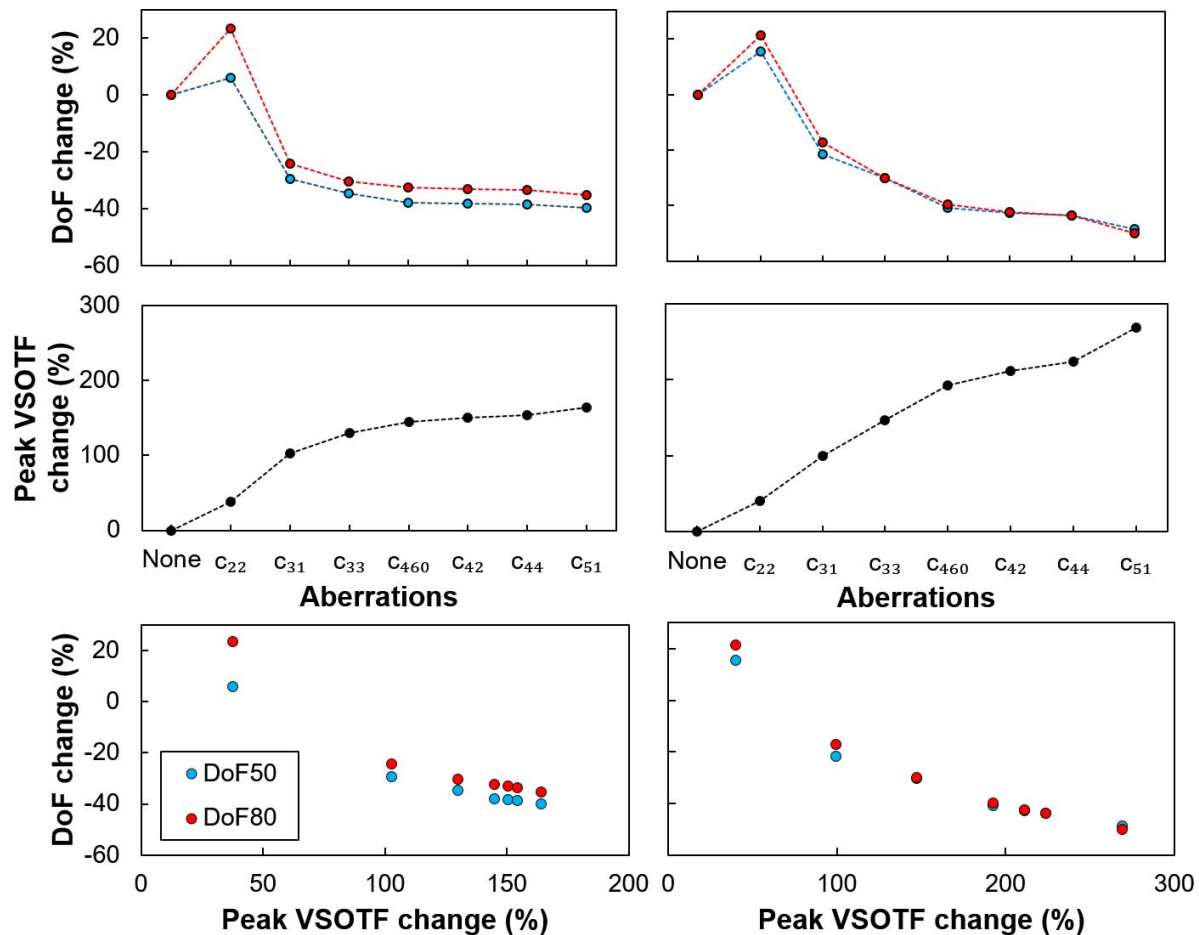 20
0
-20
-40
-60
DoF change (%)
300
200
100
0
Peak VSOTF
change (%)
None c₂₂ c₃₁ c₃₃ c₄₆₀ c₄₂ c₄₄ c₅₁
Aberrations
None c₂₂ c₃₁ c₃₃ c₄₆₀ c₄₂ c₄₄ c₅₁
Aberrations
20
0
-20
-40
-60
DoF change (%)
DoF50
DoF80
0 50 100 150 200
Peak VSOTF change (%)
0 100 200 300
Peak VSOTF change (%)